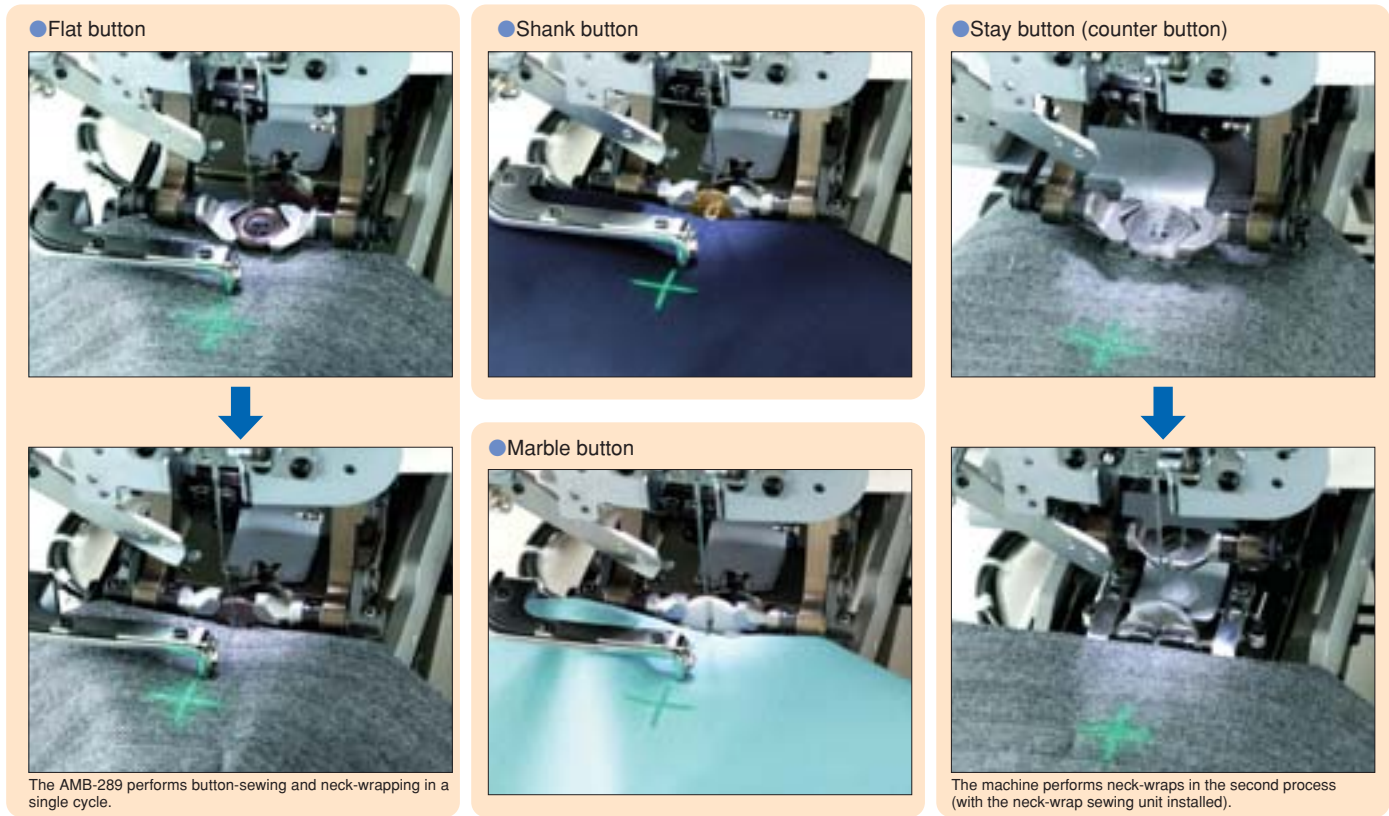 Flat button
The AMB-289 performs button-sewing and neck-wrapping in a
single cycle.
Shank button
Marble button
Stay button (counter button)
The machine performs neck-wraps in the second process
(with the neck-wrap sewing unit installed).